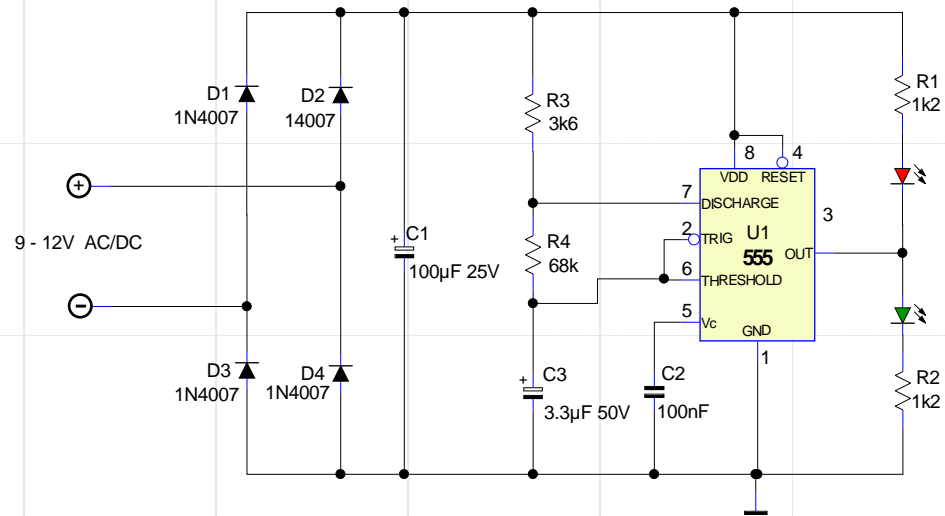 D1
1N4007
D2
14007
R3
3k6
R1
1k2
8
4
VDD
RESET
7
DISCHARGE
3
+
2
TRIG
U1
9 - 12V AC/DC
+
C1
100µF 25V
R4
68k
555
OUT
6
THRESHOLD
−
5
Vc
GND
1
D3
1N4007
D4
1N4007
+
C3
3.3µF 50V
C2
100nF
R2
1k2